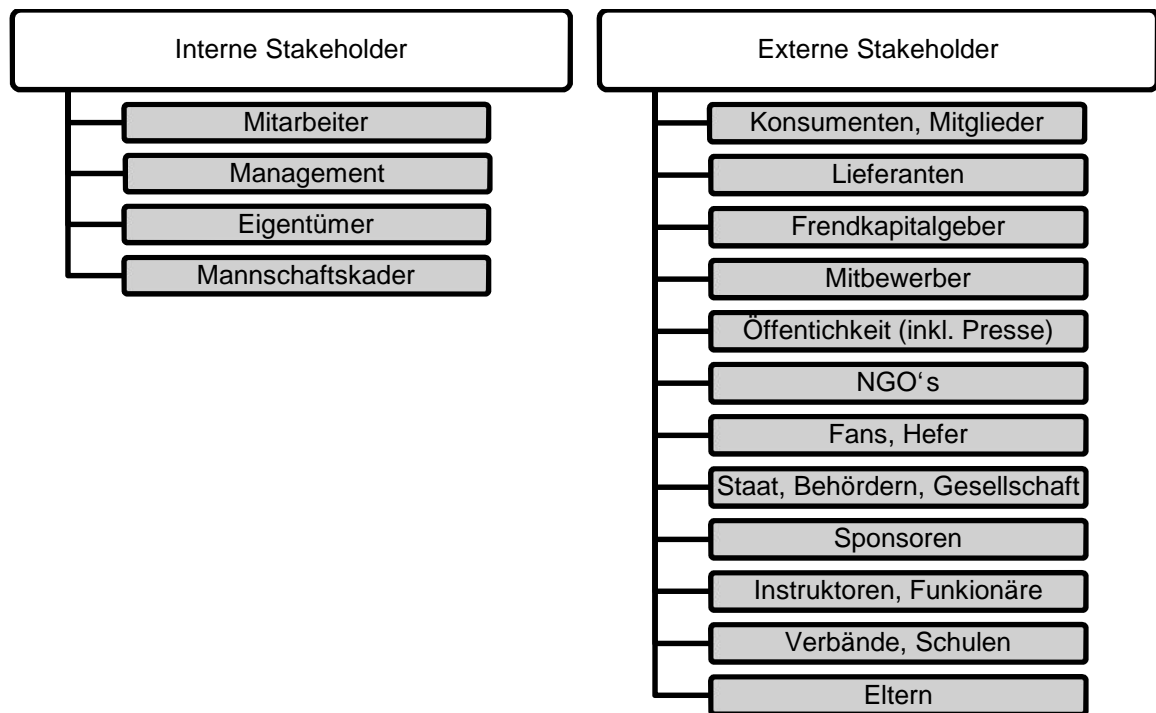 Interne Stakeholder
Mitarbeiter
Management
Eigentümer
Mannschaftskader
Externe Stakeholder
Konsumenten, Mitglieder
Lieferanten
Frendkapitalgeber
Mitbewerber
Öffentichkeit (inkl. Presse)
NGO‘s
Fans, Hefer
Staat, Behördern, Gesellschaft
Sponsoren
Instruktoren, Funkionäre
Verbände, Schulen
Eltern